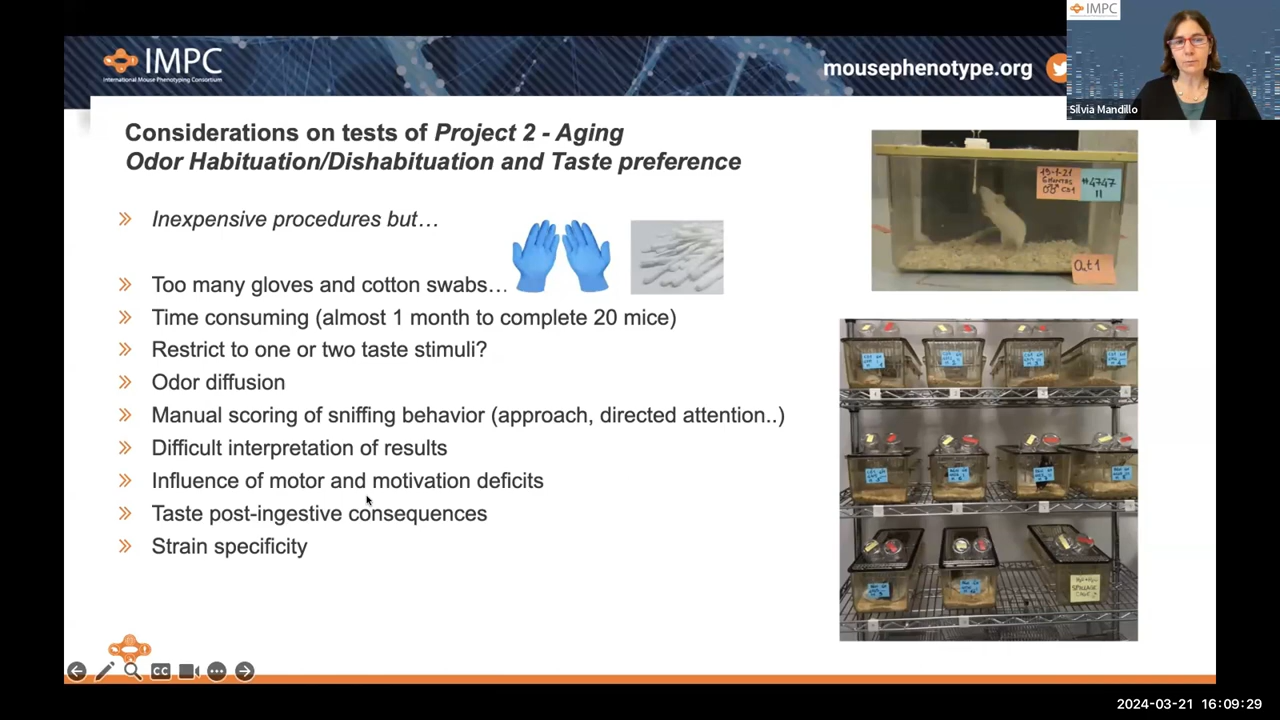 IMPC
International Mouse Phenotyping Consortium
mousephenotype.org
IMPC
Silvia Mandillo
Considerations on tests of Project 2 - Aging
Odor Habituation/Dishabituation and Taste preference
Inexpensive procedures but…
Too many gloves and cotton swabs…
Time consuming (almost 1 month to complete 20 mice)
Restrict to one or two taste stimuli?
Odor diffusion
Manual scoring of sniffing behavior (approach, directed attention..)
Difficult interpretation of results
Influence of motor and motivation deficits
Taste post-ingestive consequences
Strain specificity
#4747
II
CC
2024-03-21 16:09:29